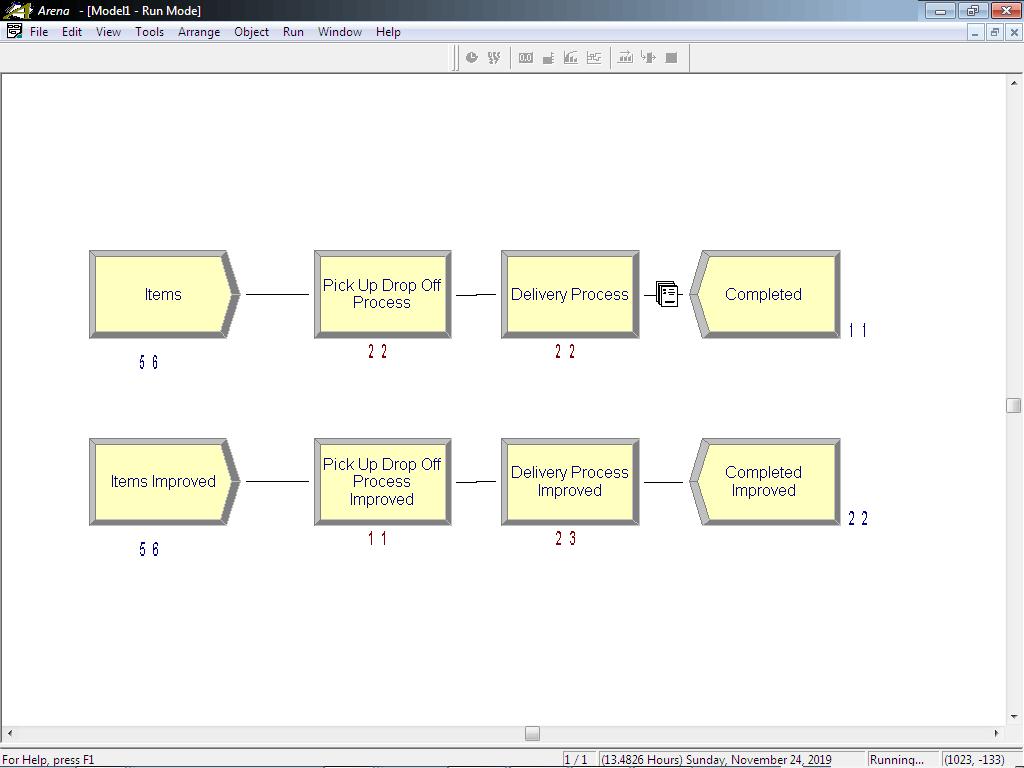 Arena - [Model1 - Run Mode]
File Edit View Tools Arrange Object Run Window Help
0.0
Items
Pick Up Drop Off
Process
Delivery Process
Completed
5 6
2 2
2 2
1 1
Items Improved
Pick Up Drop Off
Process
Improved
Delivery Process
Improved
Completed
Improved
5 6
1 1
2 3
2 2
For Help, press F1
1 / 1
(13.4826 Hours) Sunday, November 24, 2019
Running...
(1023, -133)